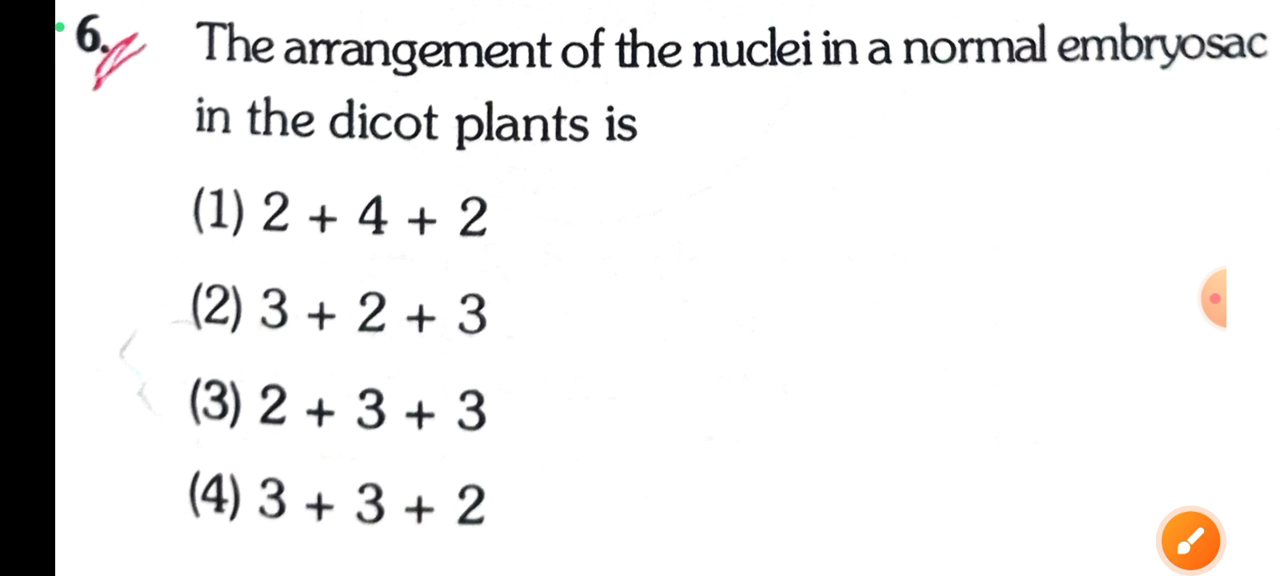 6. The arrangement of the nuclei in a normal embryosac
in the dicot plants is
(1) 2 + 4 + 2
(2) 3 + 2 + 3
(3) 2 + 3 + 3
(4) 3 + 3 + 2